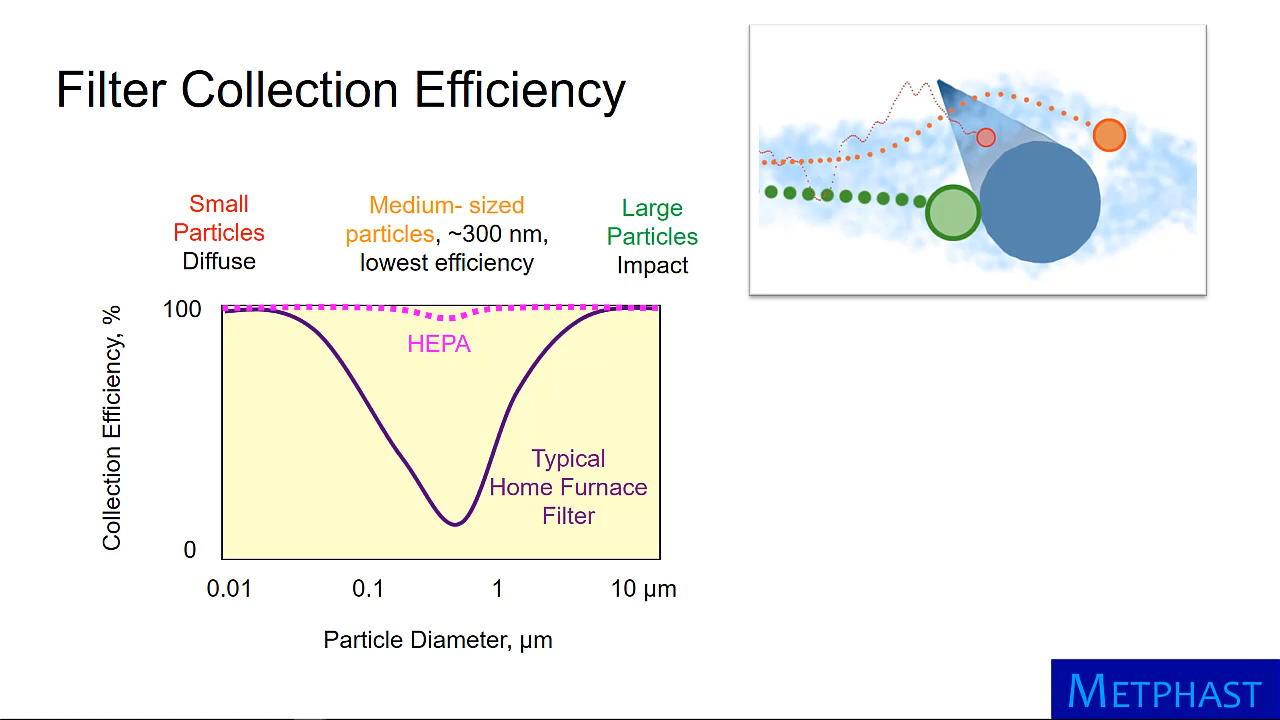 Filter Collection Efficiency
Small
Particles
Diffuse
Medium- sized
particles, ~300 nm,
lowest efficiency
Large
Particles
Impact
Collection Efficiency, %
100
0
HEPA
Typical
Home Furnace
Filter
0.01
0.1
1
10 μm
Particle Diameter, μm
METPHAST